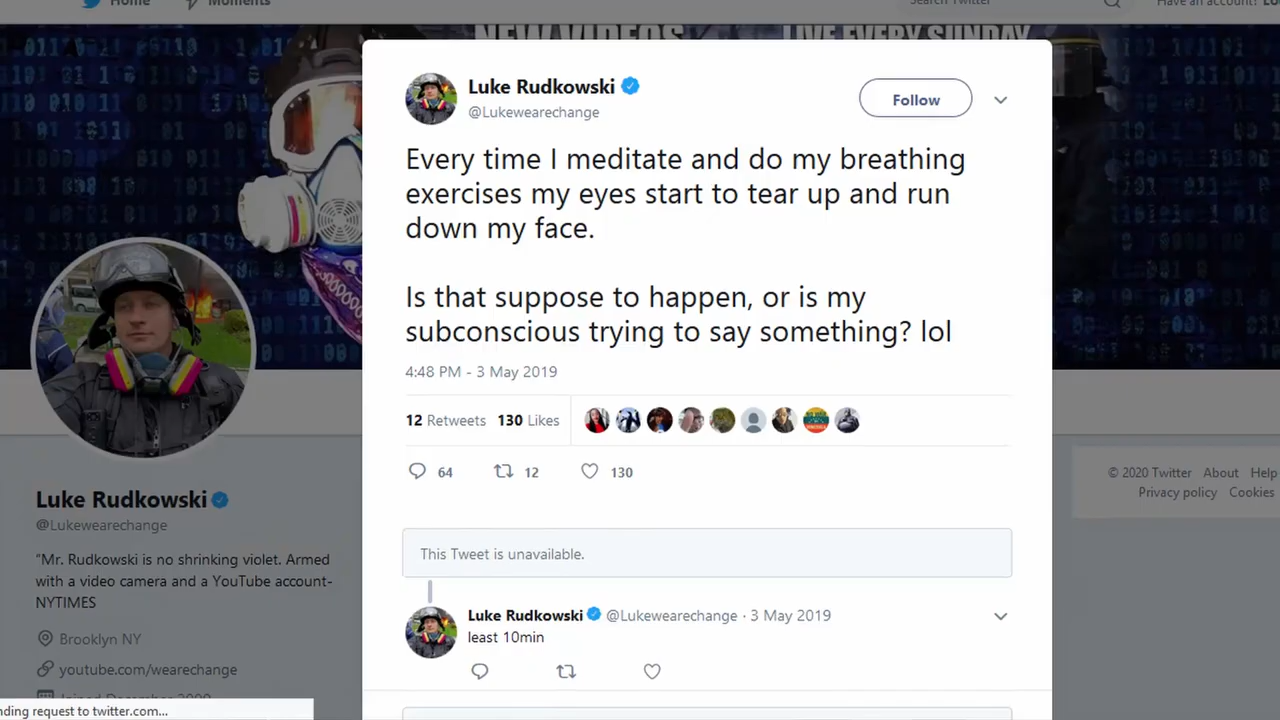 Home Moments
Search Twitter
Have an account?
NEW VIDEOS LIVE EVERY SUNDAY
Luke Rudkowski
@Lukewearechange
Follow
Every time I meditate and do my breathing
exercises my eyes start to tear up and run
down my face.
Is that suppose to happen, or is my
subconscious trying to say something? lol
4:48 PM - 3 May 2019
12 Retweets 130 Likes
64 12 130
This Tweet is unavailable.
Luke Rudkowski @Lukewearechange · 3 May 2019
least 10min
Luke Rudkowski
@Lukewearechange
"Mr. Rudkowski is no shrinking violet. Armed
with a video camera and a YouTube account-
NYTIMES
Brooklyn NY
youtube.com/wearechange
Joined December 2009
© 2020 Twitter About Help
Privacy policy Cookies
nding request to twitter.com...